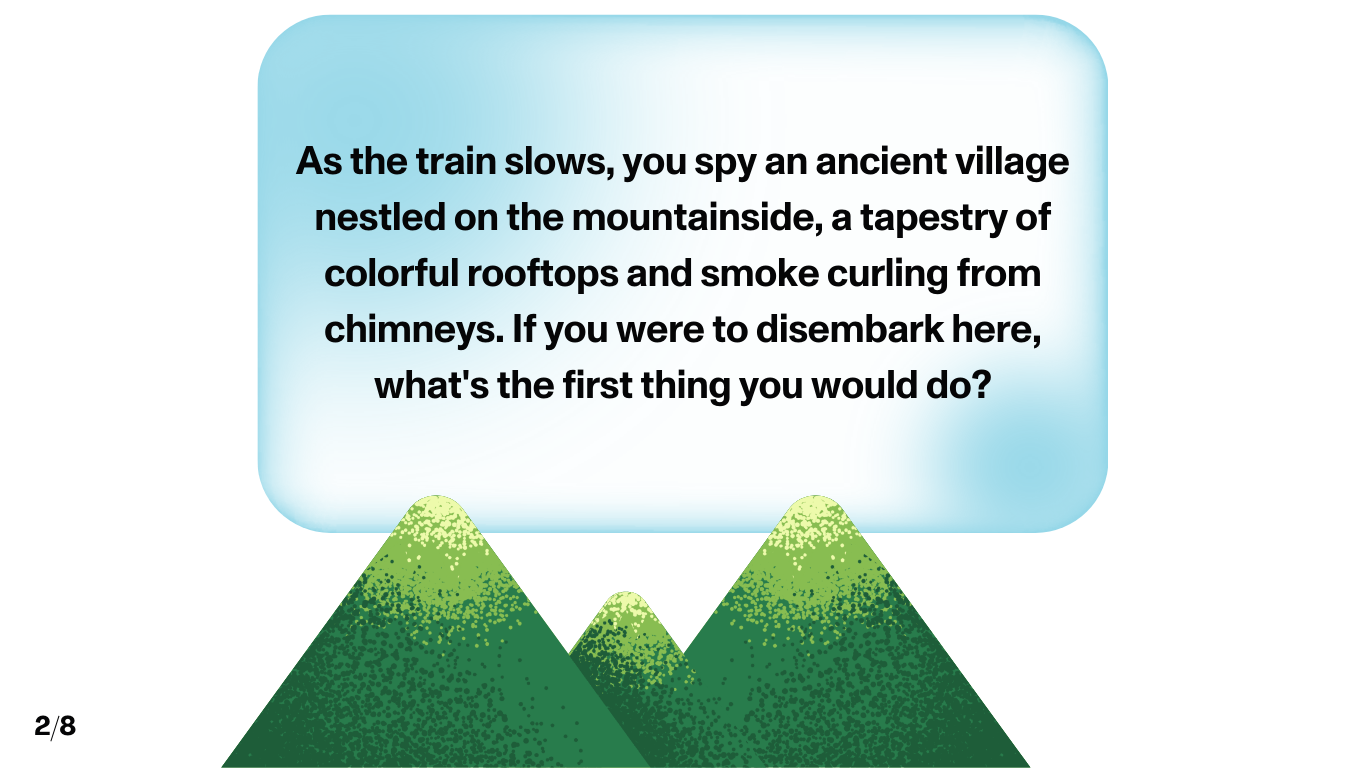 As the train slows, you spy an ancient village
nestled on the mountainside, a tapestry of
colorful rooftops and smoke curling from
chimneys. If you were to disembark here,
what's the first thing you would do?
2/8